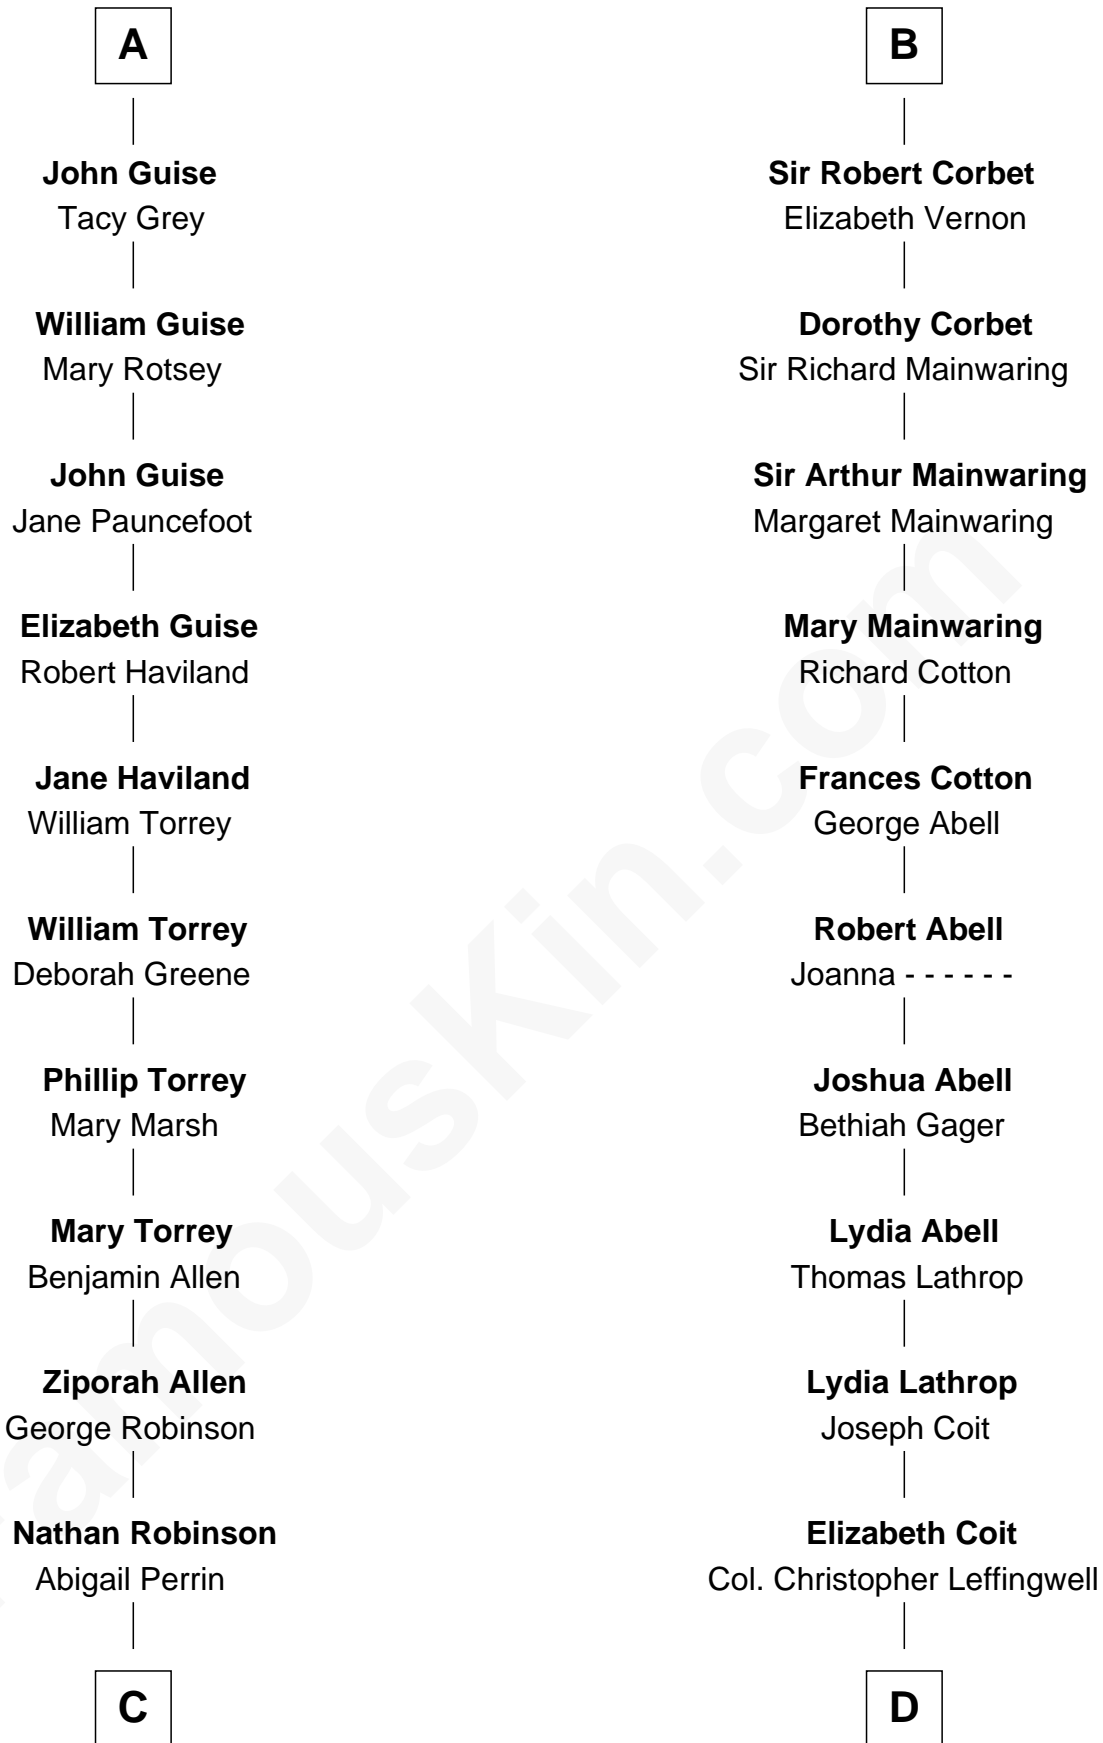 A
John Guise
Tacy Grey
William Guise
Mary Rotsey
John Guise
Jane Pauncefoot
Elizabeth Guise
Robert Haviland
Jane Haviland
William Torrey
William Torrey
Deborah Greene
Phillip Torrey
Mary Marsh
Mary Torrey
Benjamin Allen
Ziporah Allen
George Robinson
Nathan Robinson
Abigail Perrin
C
B
Sir Robert Corbet
Elizabeth Vernon
Dorothy Corbet
Sir Richard Mainwaring
Sir Arthur Mainwaring
Margaret Mainwaring
Mary Mainwaring
Richard Cotton
Frances Cotton
George Abell
Robert Abell
Joanna - - - - - -
Joshua Abell
Bethiah Gager
Lydia Abell
Thomas Lathrop
Lydia Lathrop
Joseph Coit
Elizabeth Coit
Col. Christopher Leffingwell
D
FamousKin.com